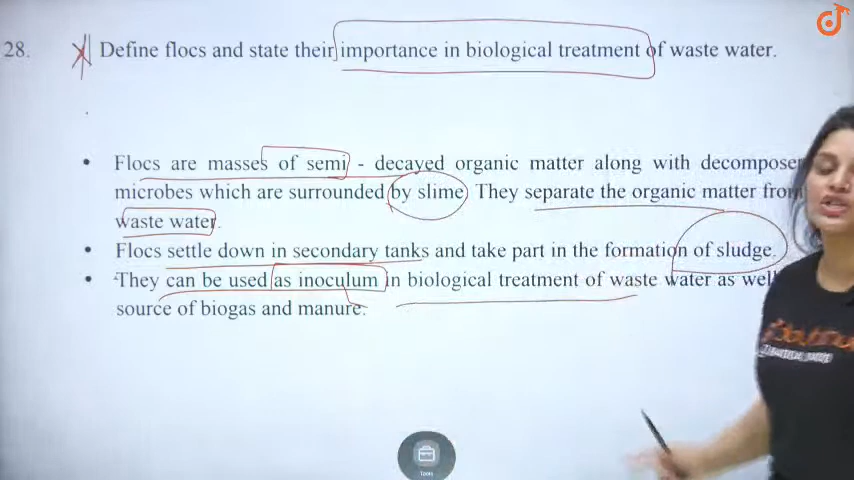 28. Define flocs and state their importance in biological treatment of waste water.
• Flocs are masses of semi - decayed organic matter along with decomposer
microbes which are surrounded by slime. They separate the organic matter from
waste water.
• Flocs settle down in secondary tanks and take part in the formation of sludge.
• They can be used as inoculum in biological treatment of waste water as well
source of biogas and manure.
Tools